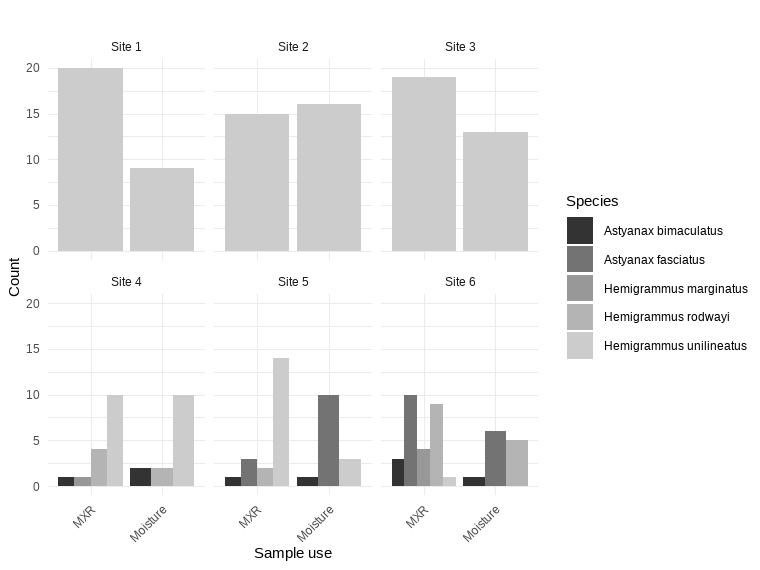 Site 1
Site 2
Site 3
20
15
10
5
0
Site 4
Site 5
Site 6
20
15
10
5
0
Count
MXR
Moisture
MXR
Moisture
MXR
Moisture
Sample use
Species
Astyanax bimaculatus
Astyanax fasciatus
Hemigrammus marginatus
Hemigrammus rodwayi
Hemigrammus unilineatus